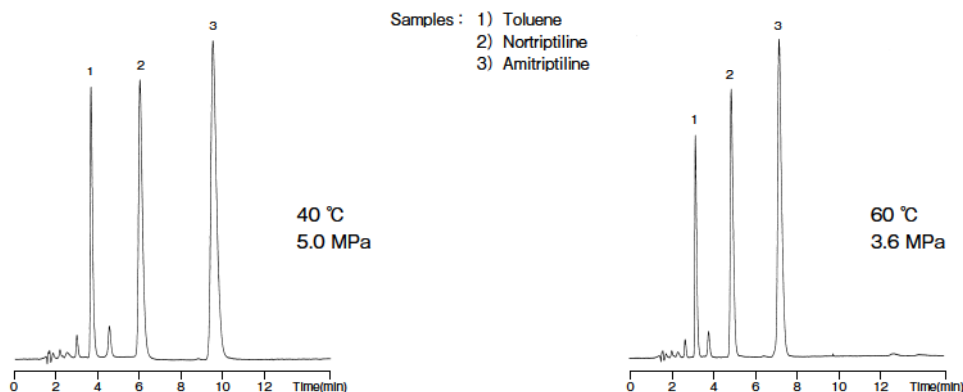 Samples : 1) Toluene
2) Nortriptiline
3) Amitriptiline
1
2
3
40 ℃
5.0 MPa
0 2 4 6 8 10 12 Time(min)
1
2
3
60 ℃
3.6 MPa
0 2 4 6 8 10 12 Time(min)